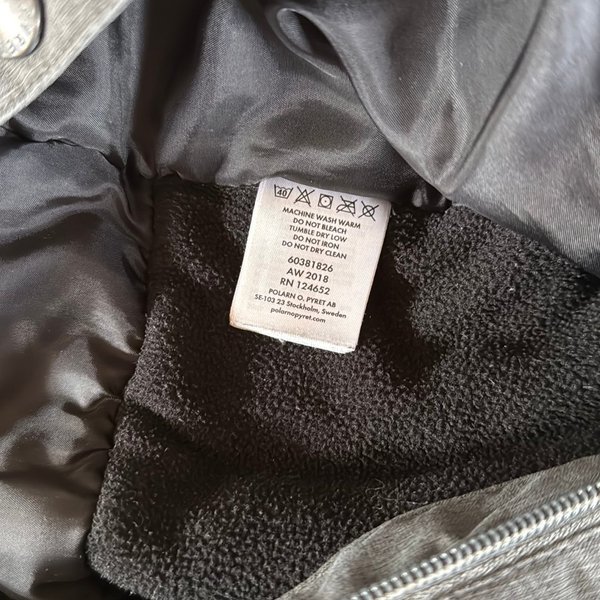 40
MACHINE WASH WARM
DO NOT BLEACH
TUMBLE DRY LOW
DO NOT IRON
DO NOT DRY CLEAN
60381826
AW 2018
RN 124652
POLARN O. PYRET AB
SE-103 23 Stockholm, Sweden
polarnopyret.com